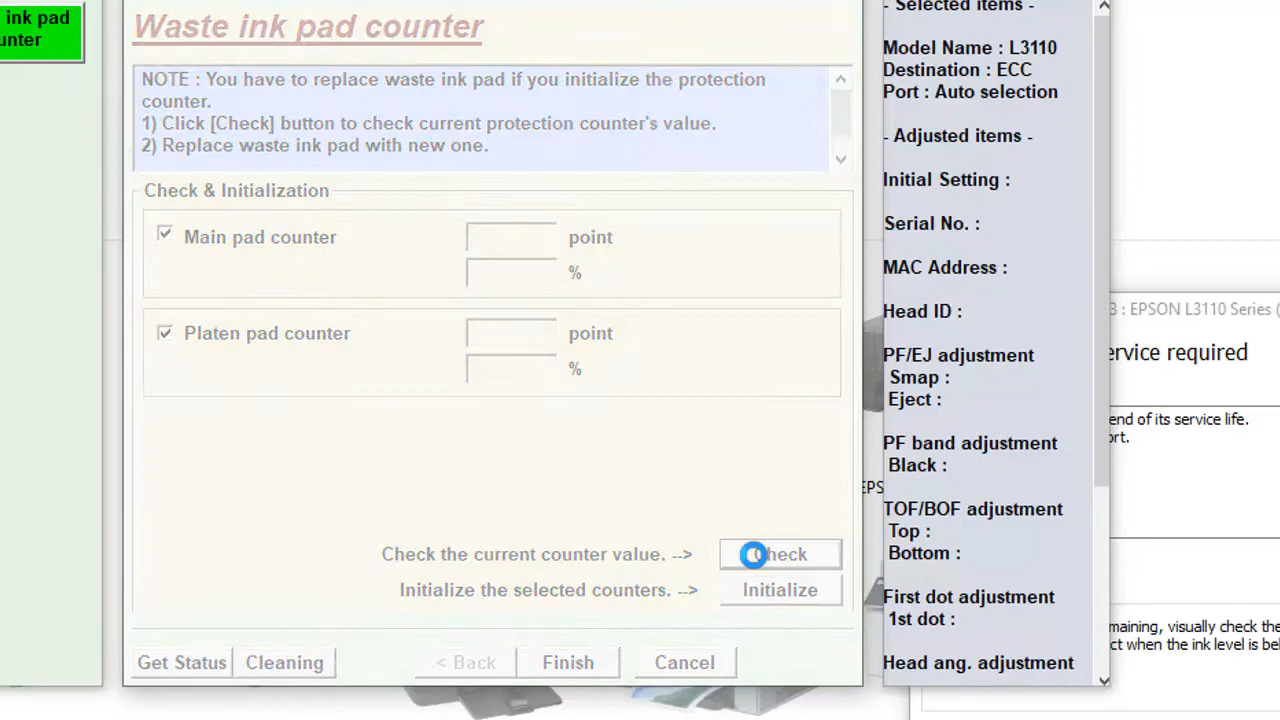 ink pad
unter
Waste ink pad counter
NOTE : You have to replace waste ink pad if you initialize the protection
counter.
1) Click [Check] button to check current protection counter's value.
2) Replace waste ink pad with new one.
Check & Initialization
Main pad counter
point
%
Platen pad counter
point
%
Check the current counter value. -->
Check
Initialize the selected counters. -->
Initialize
Get Status
Cleaning
< Back
Finish
Cancel
- Selected items -
Model Name : L3110
Destination : ECC
Port : Auto selection
- Adjusted items -
Initial Setting :
Serial No. :
MAC Address :
Head ID :
PF/EJ adjustment
Smap :
Eject :
PF band adjustment
Black :
TOF/BOF adjustment
Top :
Bottom :
First dot adjustment
1st dot :
Head ang. adjustment
3 : EPSON L3110 Series (
ervice required
end of its service life.
ort.
EPS
maining, visually check the
ct when the ink level is bel